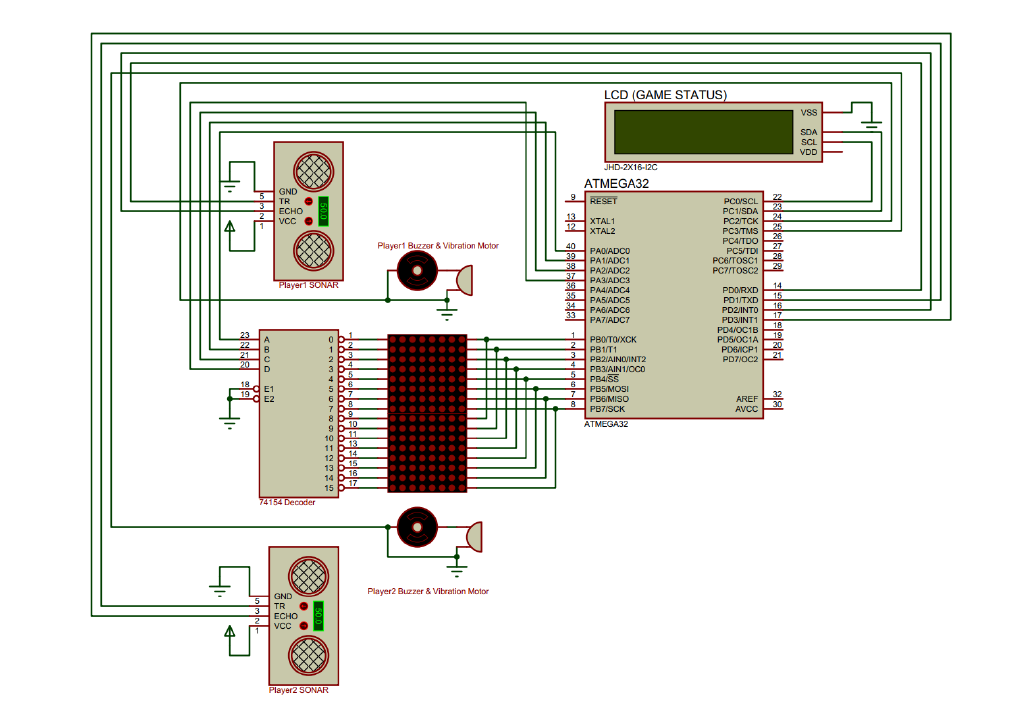 LCD (GAME STATUS)
VSS
SDA
SCL
VDD
JHD-2X16-I2C
ATMEGA32
9 RESET
13 XTAL1
12 XTAL2
40 PA0/ADC0
39 PA1/ADC1
38 PA2/ADC2
37 PA3/ADC3
36 PA4/ADC4
35 PA5/ADC5
34 PA6/ADC6
33 PA7/ADC7
1 PB0/T0/XCK
2 PB1/T1
3 PB2/AIN0/INT2
4 PB3/AIN1/OC0
5 PB4/SS
6 PB5/MOSI
7 PB6/MISO
8 PB7/SCK
PC0/SCL 22
PC1/SDA 23
PC2/TCK 24
PC3/TMS 25
PC4/TDO 26
PC5/TDI 27
PC6/TOSC1 28
PC7/TOSC2 29
PD0/RXD 14
PD1/TXD 15
PD2/INT0 16
PD3/INT1 17
PD4/OC1B 18
PD5/OC1A 19
PD6/ICP1 20
PD7/OC2 21
AREF 32
AVCC 30
ATMEGA32
GND
5 TR
3 ECHO
2 VCC
1
50.0
Player1 SONAR
Player1 Buzzer & Vibration Motor
23 A
22 B
21 C
20 D
18 E1
19 E2
0 1
1 2
2 3
3 4
4 5
5 6
6 7
7 8
8 9
9 10
10 11
11 13
12 14
13 15
14 16
15 17
74154 Decoder
Player2 Buzzer & Vibration Motor
GND
5 TR
3 ECHO
2 VCC
1
50.0
Player2 SONAR